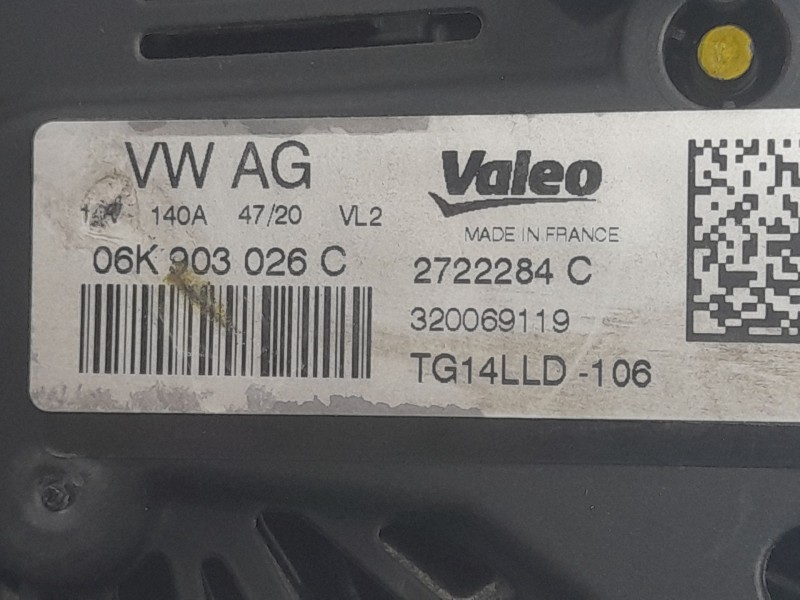 VW AG
140A 47/20 VL2
06K 903 026 C
Valeo
MADE IN FRANCE
2722284 C
320069119
TG14LLD -106